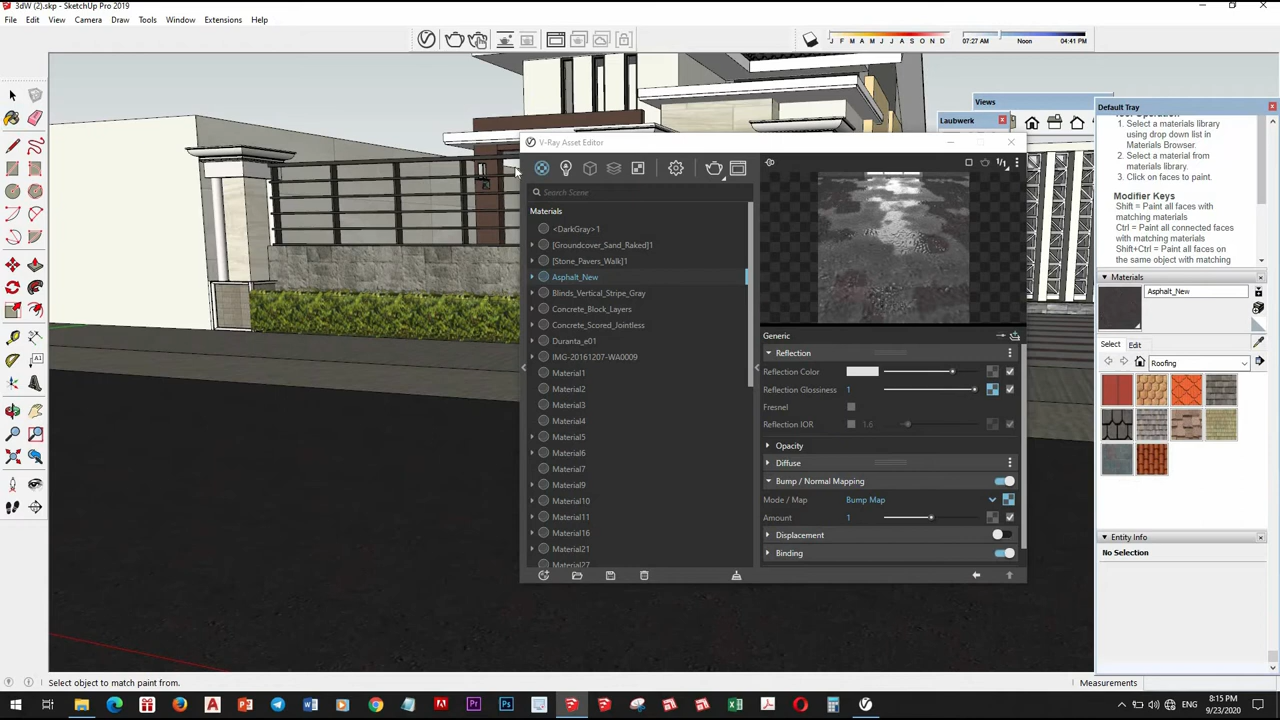 3dW (2).skp - SketchUp Pro 2019
File Edit View Camera Draw Tools Window Extensions Help
J F M A M J J A S O N D
07:27 AM Noon 04:41 PM
Views
Laubwerk
Default Tray
1. Select a materials
library using
drop down list in
Materials Browser.
2. Select a material from
materials library.
3. Click on faces to paint.
Modifier Keys
Shift = Paint all faces with
matching materials
Ctrl = Paint all connected
faces with matching
materials
Shift+Ctrl = Paint all faces on
the same object with
matching
Materials
Asphalt_New
Select Edit
Roofing
Entity Info
No Selection
V-Ray Asset Editor
Search Scene
Materials
<DarkGray>1
[Groundcover_Sand_Raked]1
[Stone_Pavers_Walk]1
Asphalt_New
Blinds_Vertical_Stripe_Gray
Concrete_Block_Layers
Concrete_Scored_Jointless
Duranta_e01
IMG-20161207-WA0009
Material1
Material2
Material3
Material4
Material5
Material6
Material7
Material9
Material10
Material11
Material16
Material21
Material27
1/1
Generic
Reflection
Reflection Color
Reflection Glossiness 1
Fresnel
Reflection IOR 1.6
Opacity
Diffuse
Bump / Normal Mapping
Mode / Map Bump Map
Amount 1
Displacement
Binding
Select object to match paint from.
Measurements
8:15 PM
ENG
9/23/2020